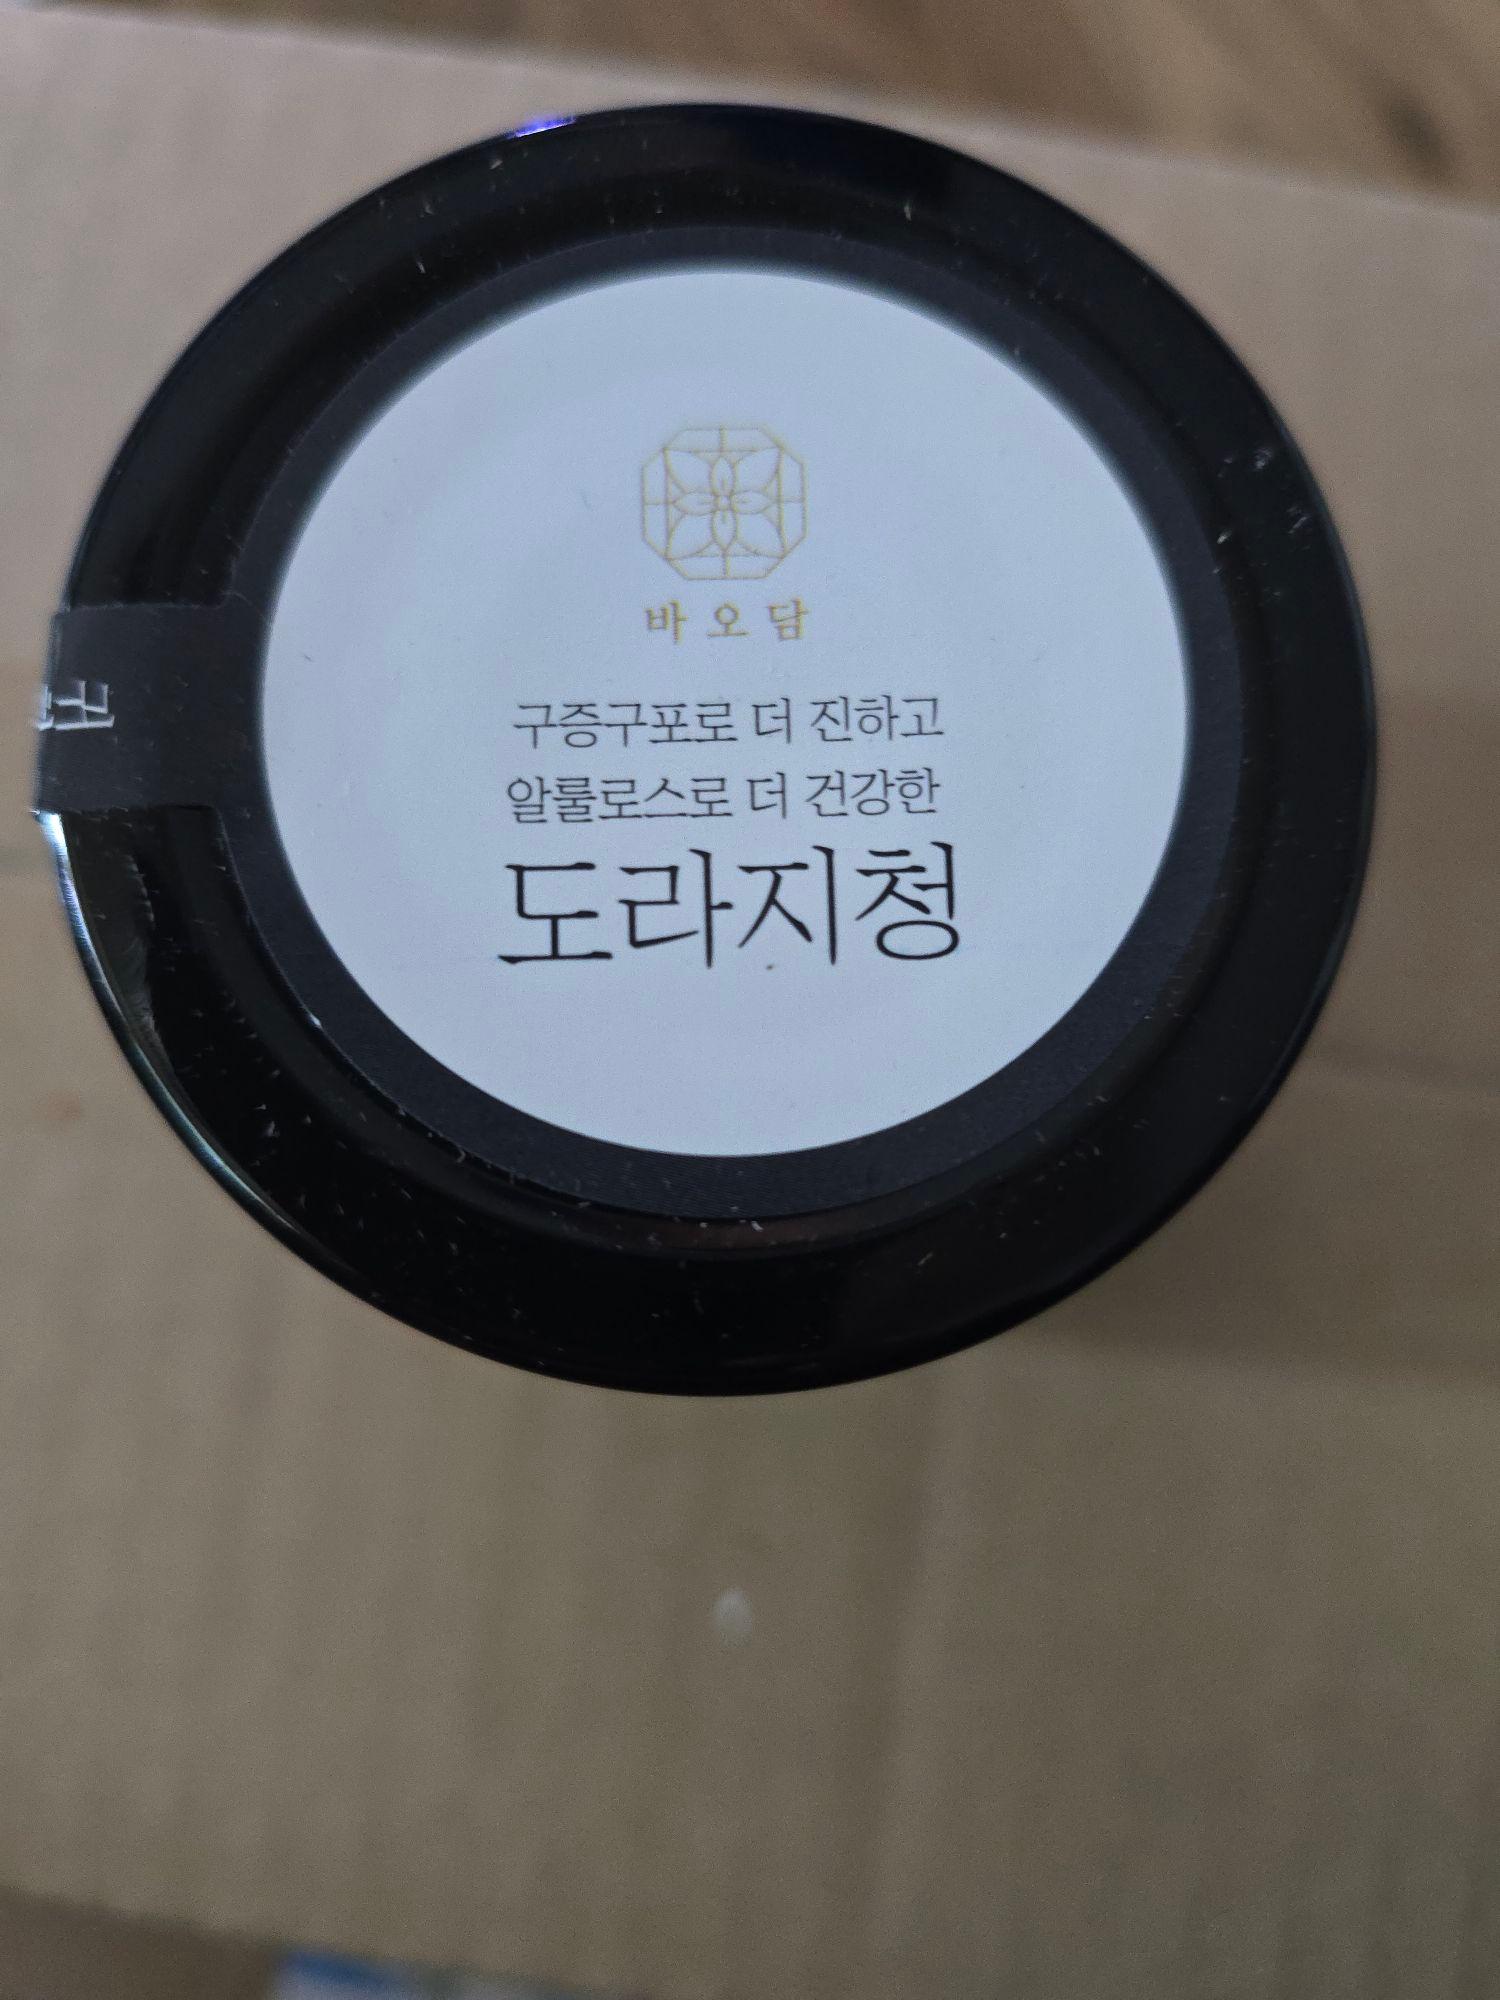 바오담
구증구포로 더 진하고
알룰로스로 더 건강한
도라지청